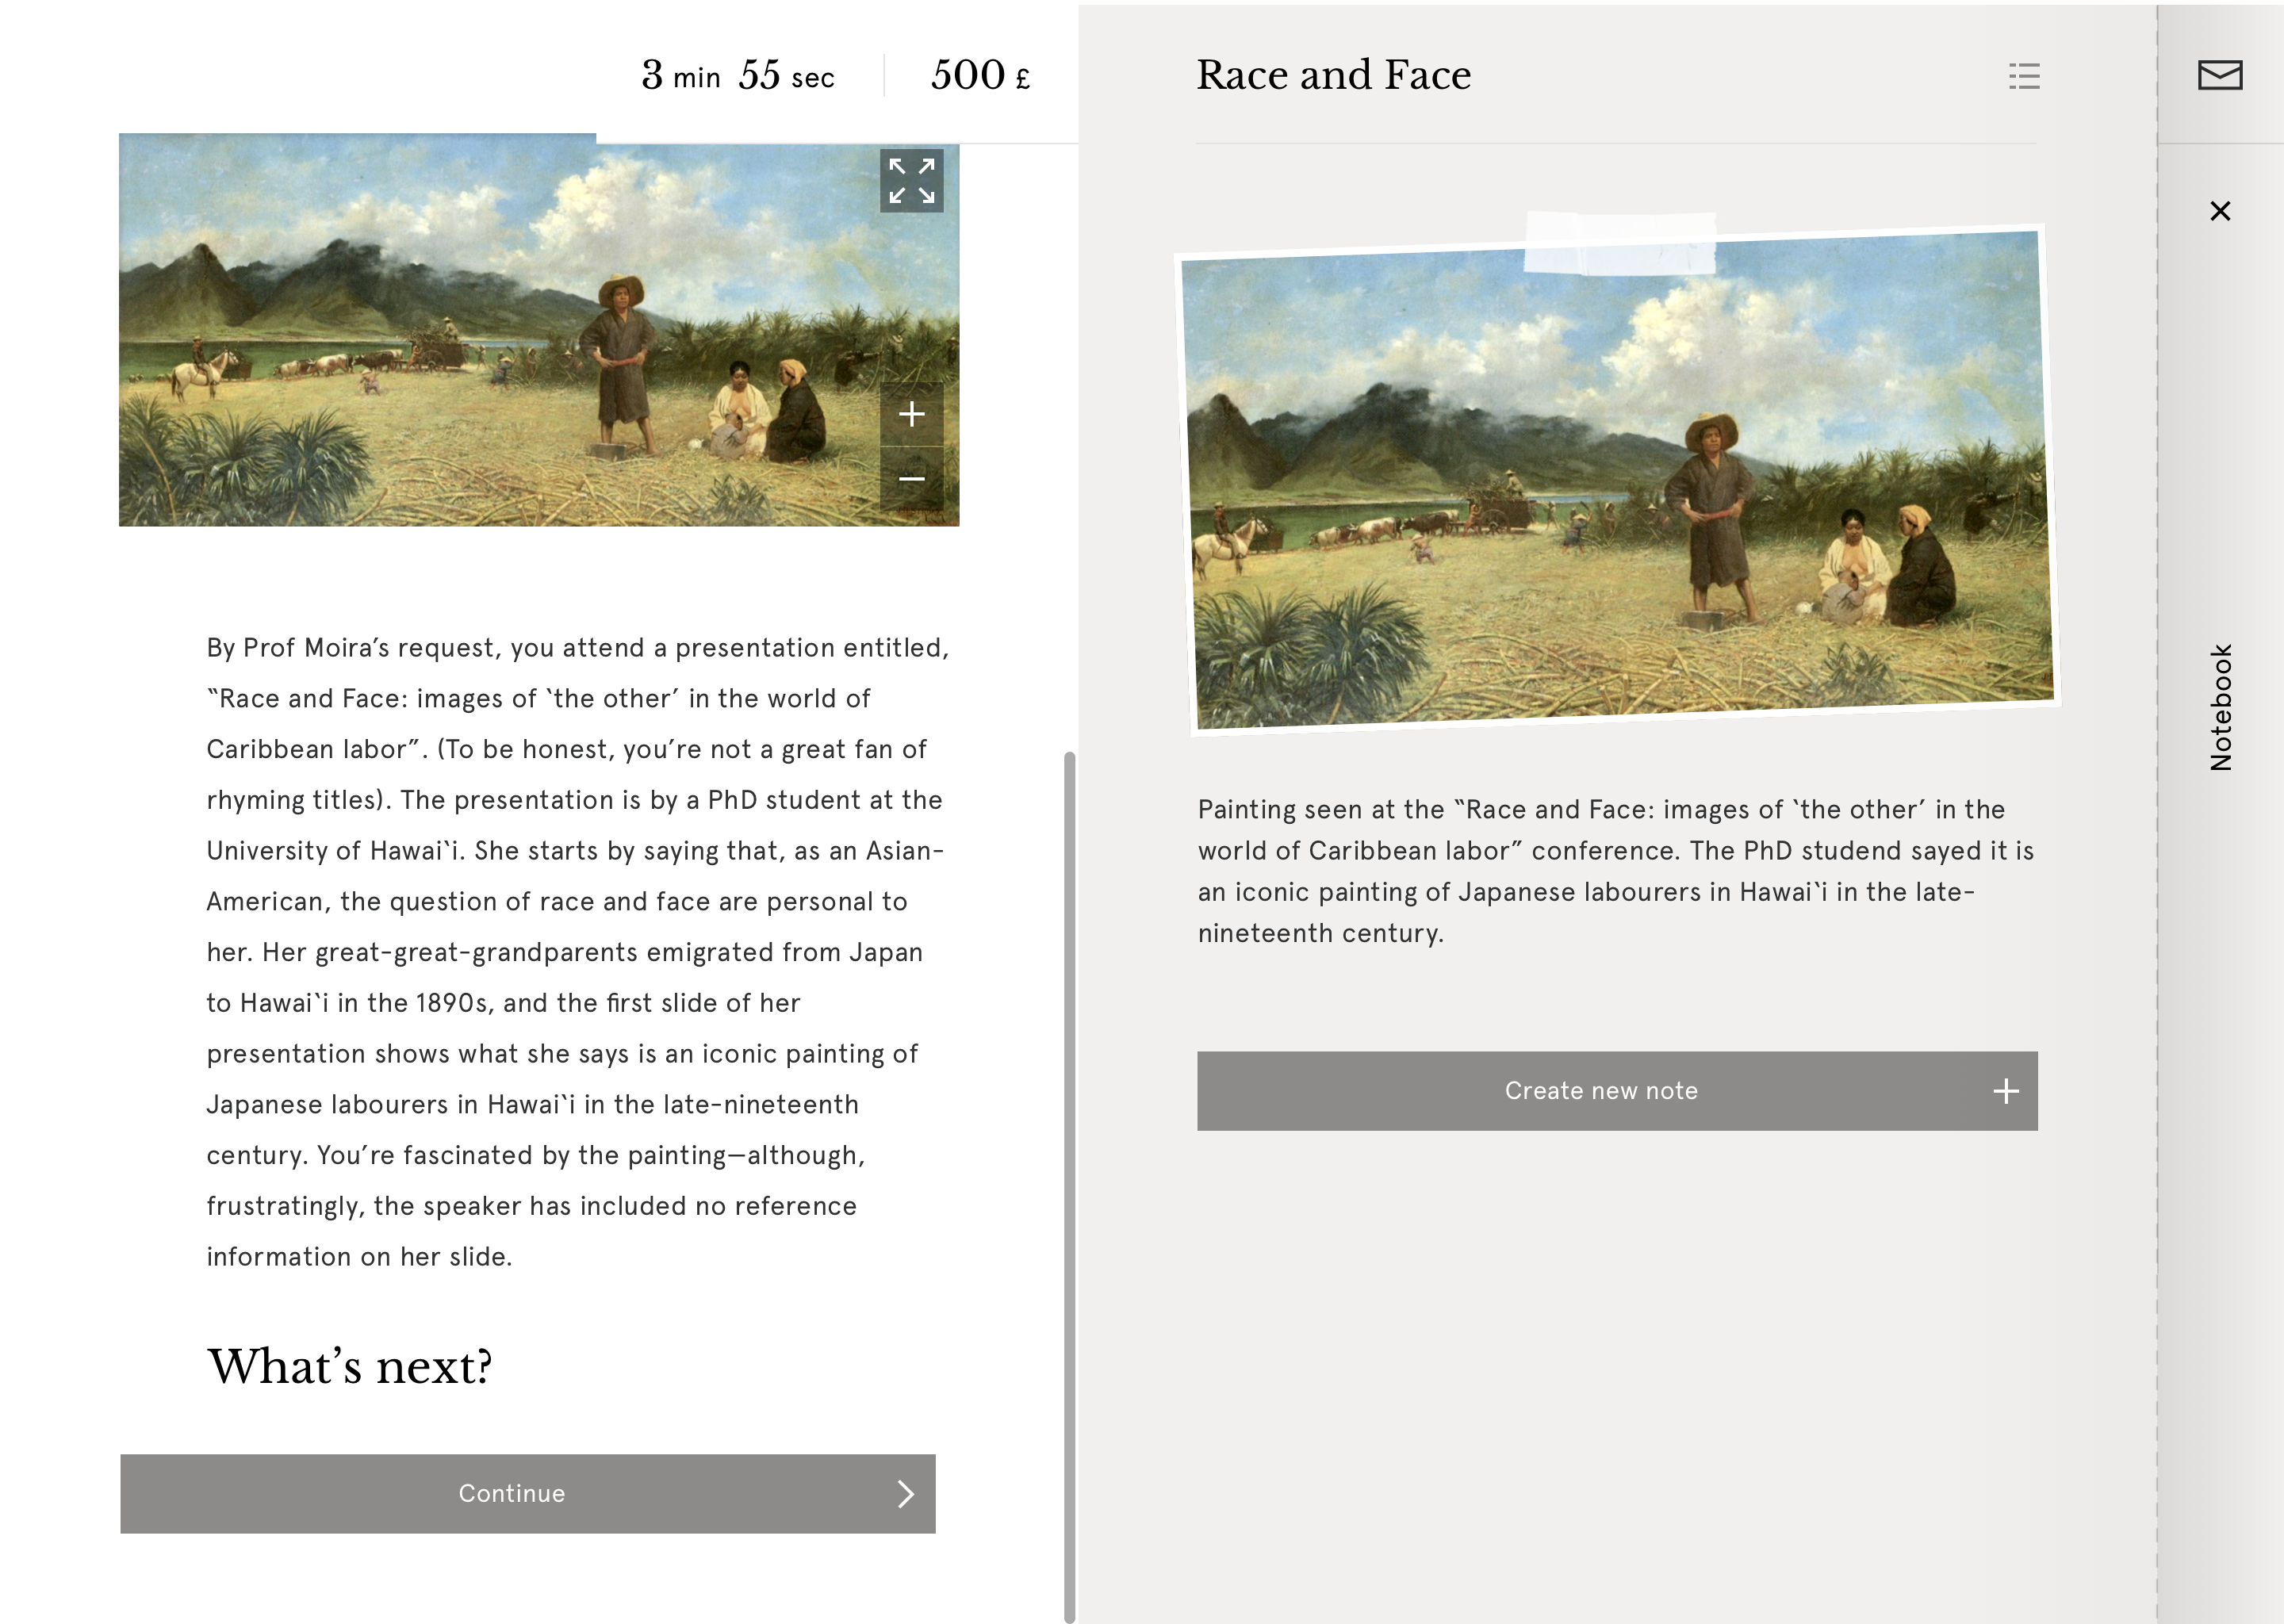 3 min 55 sec
500 £
By Prof Moira’s request, you attend a presentation entitled,
“Race and Face: images of ‘the other’ in the world of
Caribbean labor”. (To be honest, you’re not a great fan of
rhyming titles). The presentation is by a PhD student at the
University of Hawai‘i. She starts by saying that, as an Asian-
American, the question of race and face are personal to
her. Her great-great-grandparents emigrated from Japan
to Hawai‘i in the 1890s, and the first slide of her
presentation shows what she says is an iconic painting of
Japanese labourers in Hawai‘i in the late-nineteenth
century. You’re fascinated by the painting—although,
frustratingly, the speaker has included no reference
information on her slide.
What’s next?
Continue
Race and Face
Painting seen at the “Race and Face: images of ‘the other’ in the
world of Caribbean labor” conference. The PhD studend sayed it is
an iconic painting of Japanese labourers in Hawai‘i in the late-
nineteenth century.
Create new note
Notebook